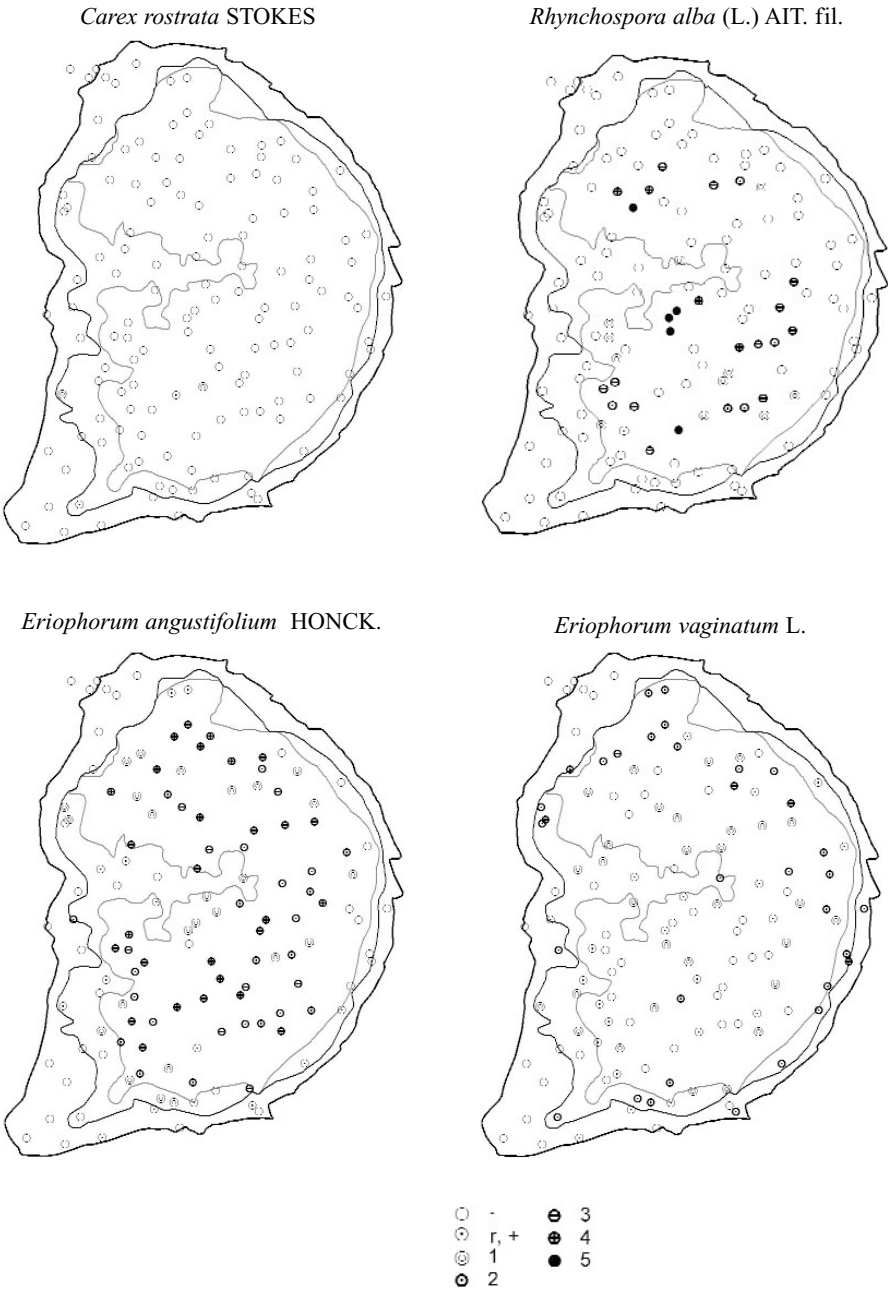 Carex rostrata STOKES
Rhynchospora alba (L.) AIT. fil.
Eriophorum angustifolium HONCK.
Eriophorum vaginatum L.
-
r, +
1
2
3
4
5